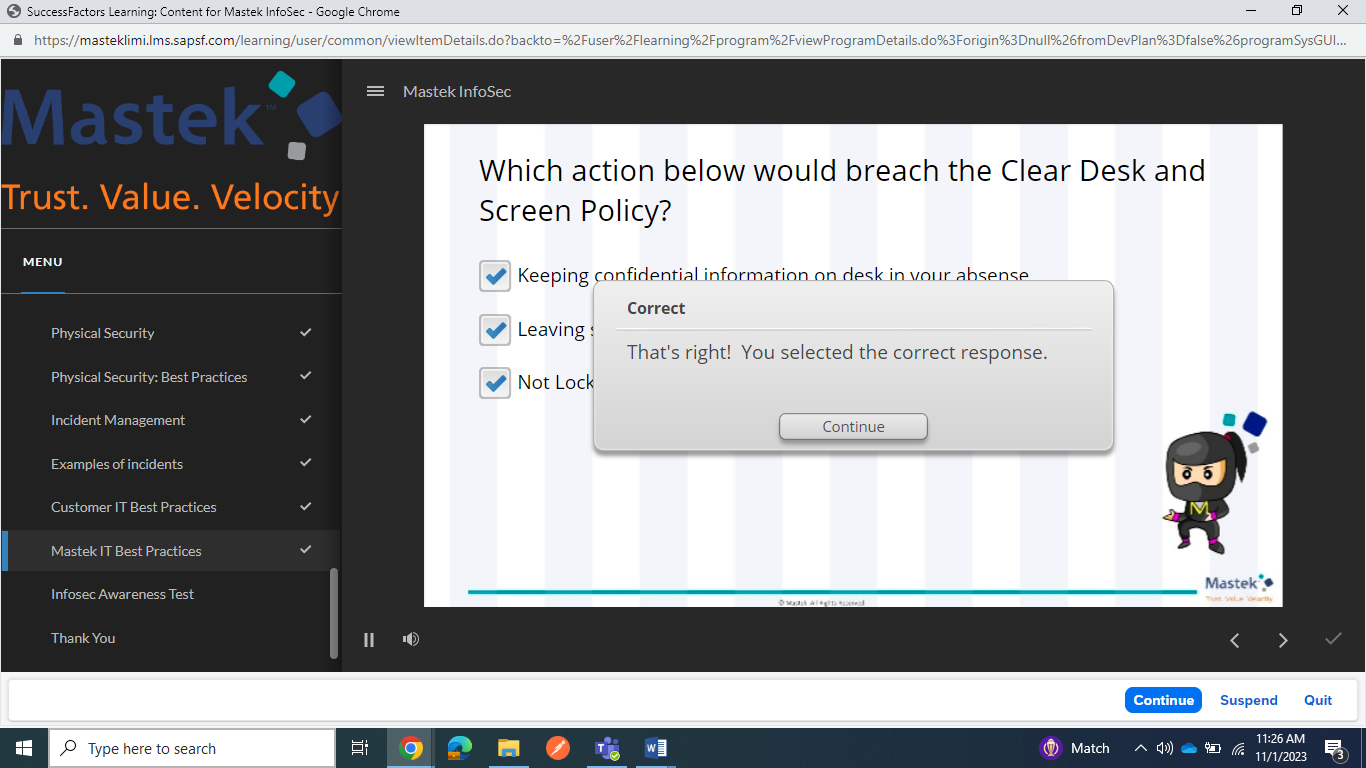 SuccessFactors Learning: Content for Mastek InfoSec - Google Chrome
https://masteklimi.lms.sapsf.com/learning/user/common/viewItemDetails.do?backto=%2Fuser%2Flearning%2Fprogram%2FviewProgramDetails.do%3Forigin%3Dnull%26fromDevPlan%3Dfalse%26programSysGUI...
Mastek™
Trust. Value. Velocity
MENU
Physical Security
Physical Security: Best Practices
Incident Management
Examples of incidents
Customer IT Best Practices
Mastek IT Best Practices
Infosec Awareness Test
Thank You
Mastek InfoSec
Which action below would breach the Clear Desk and
Screen Policy?
Keeping confidential information on desk in your absense
Leaving
Not Lock
Correct
That's right! You selected the correct response.
Continue
M
Mastek
Trust. Value. Velocity
© Mastek. All Rights Reserved
Continue Suspend Quit
Type here to search
Match
11:26 AM
11/1/2023
3